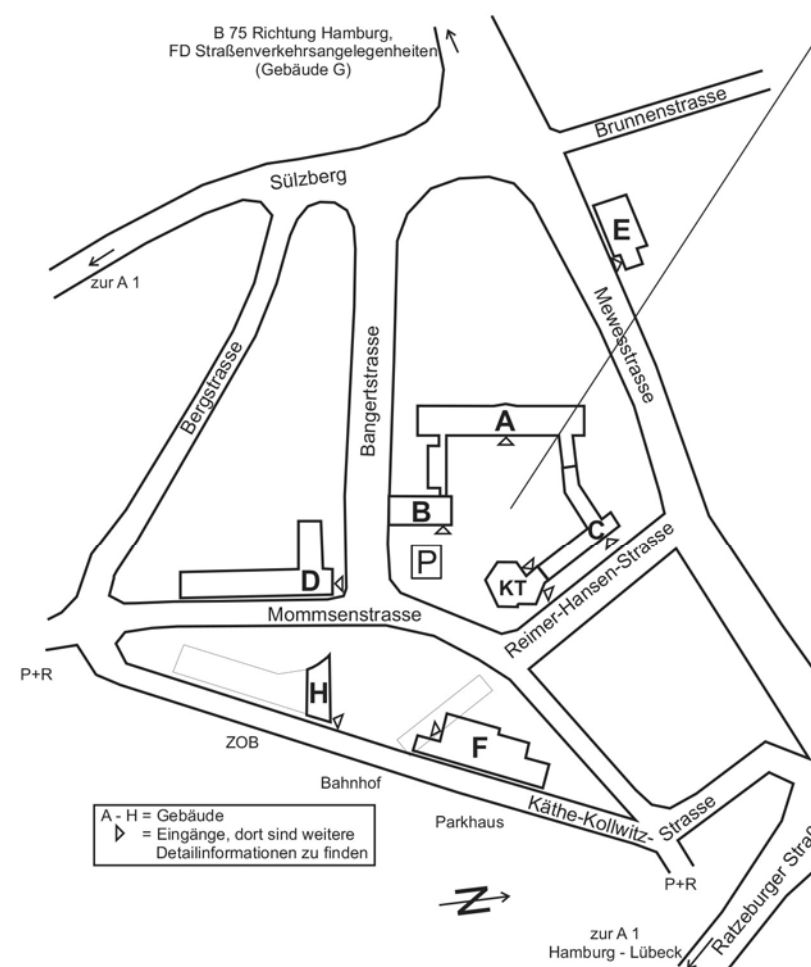 B 75 Richtung Hamburg,
FD Straßenverkehrsangelegenheiten
(Gebäude G)
Brunnenstrasse
Sülzberg
E
zur A 1
Mewesstrasse
Bergstrasse
Bangertstrasse
A
B
C
P
D
KT
Reimer-Hansen-Strasse
Mommsenstrasse
P+R
H
F
ZOB
Bahnhof
Käthe-Kollwitz- Strasse
Parkhaus
A - H = Gebäude
= Eingänge, dort sind weitere
Detailinformationen zu finden
P+R
N
Ratzeburger Straß
zur A 1
Hamburg - Lübeck